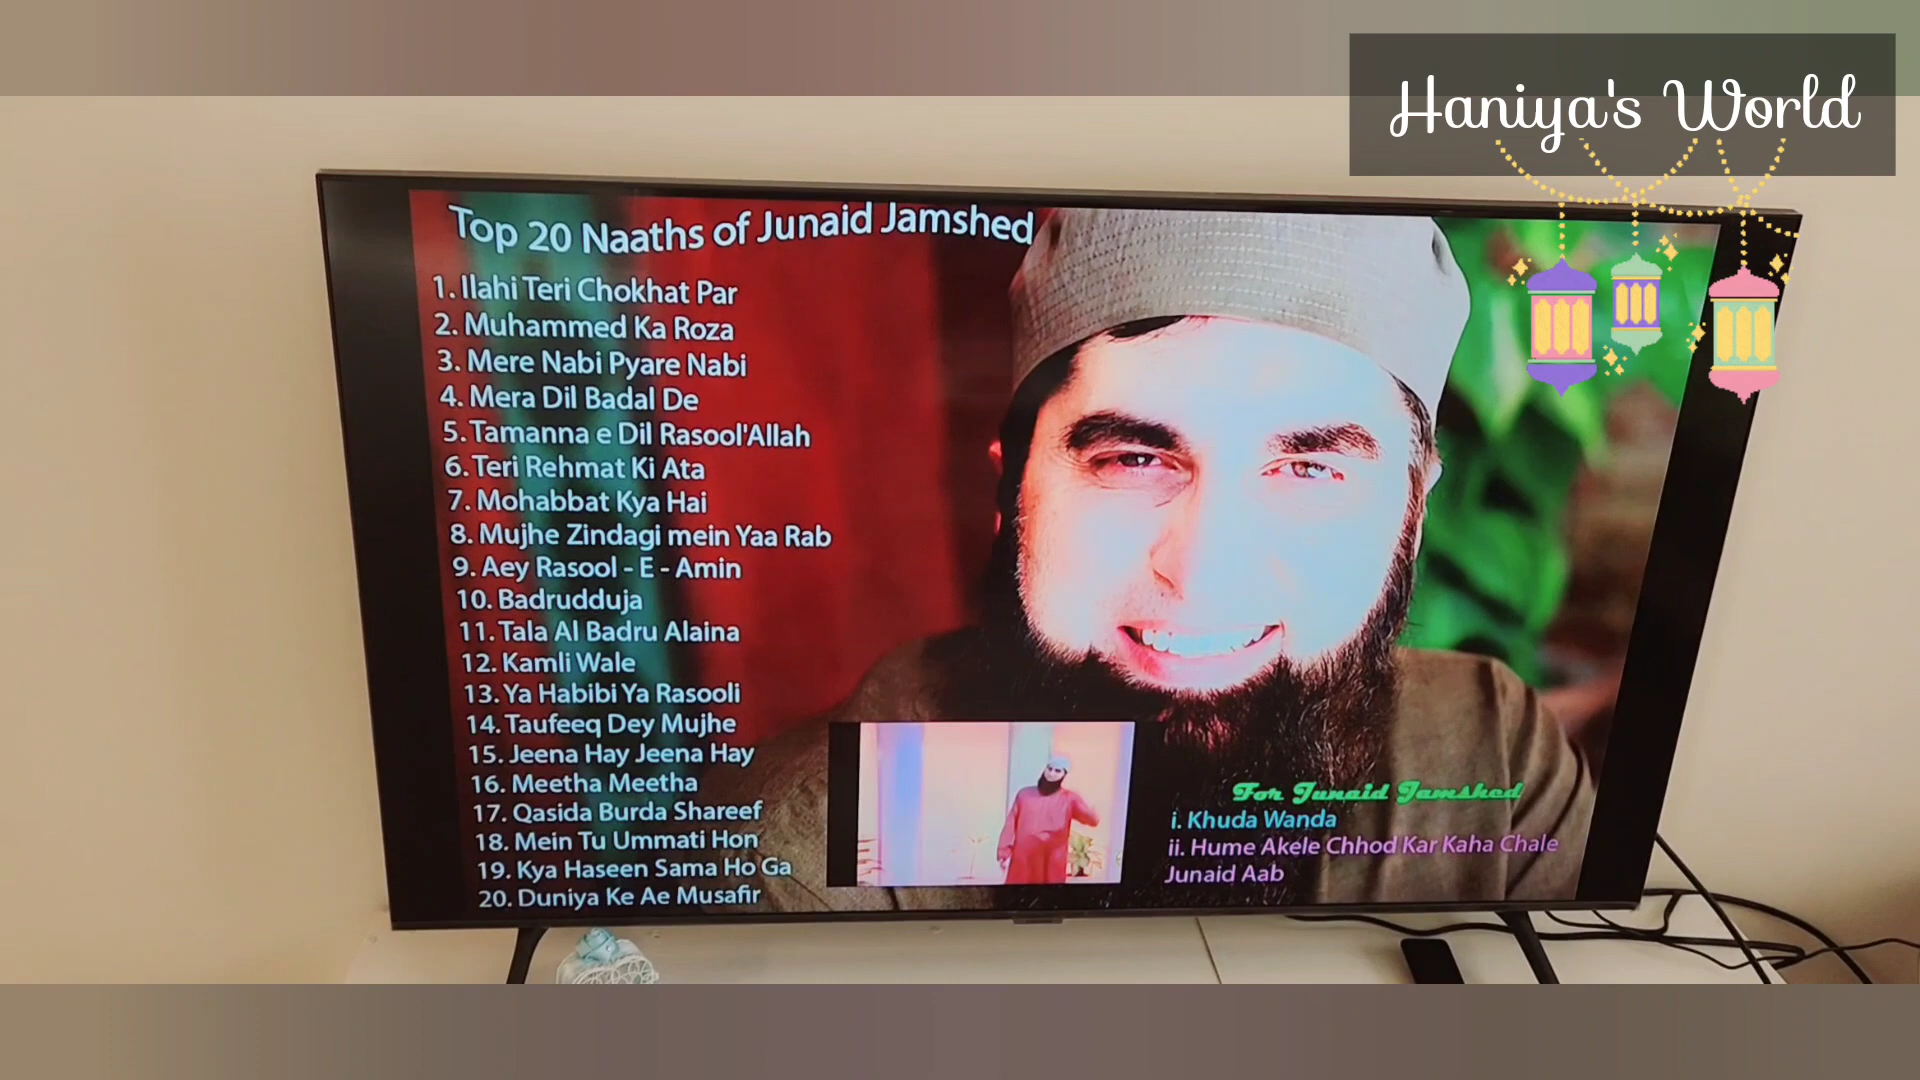 Haniya's World
Top 20 Naaths of Junaid Jamshed
1. Ilahi Teri Chokhat Par
2. Muhammed Ka Roza
3. Mere Nabi Pyare Nabi
4. Mera Dil Badal De
5. Tamanna e Dil Rasool'Allah
6. Teri Rehmat Ki Ata
7. Mohabbat Kya Hai
8. Mujhe Zindagi mein Yaa Rab
9. Aey Rasool - E - Amin
10. Badrudduja
11. Tala Al Badru Alaina
12. Kamli Wale
13. Ya Habibi Ya Rasooli
14. Taufeeq Dey Mujhe
15. Jeena Hay Jeena Hay
16. Meetha Meetha
17. Qasida Burda Shareef
18. Mein Tu Ummati Hon
19. Kya Haseen Sama Ho Ga
20. Duniya Ke Ae Musafir
For Junaid Jamshed
i. Khuda Wanda
ii. Hume Akele Chhod Kar Kaha Chale
Junaid Aab